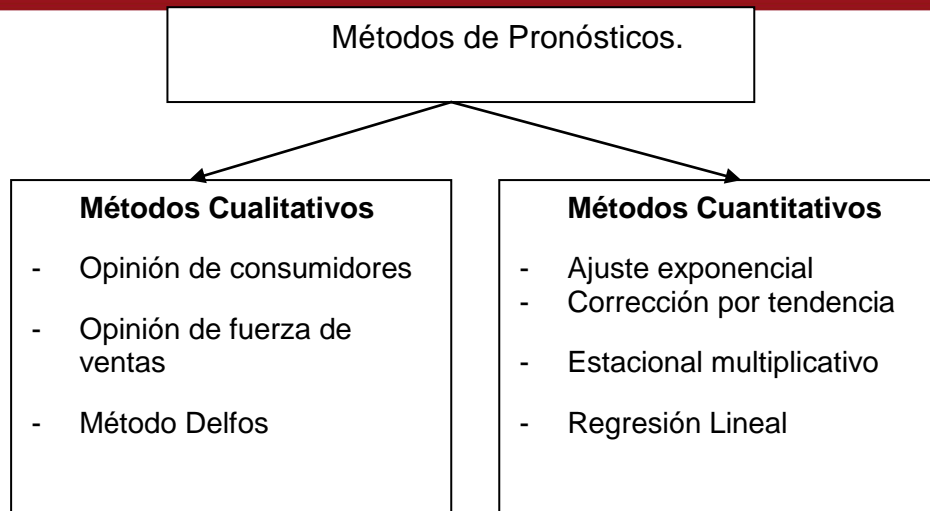 Métodos de Pronósticos.
Métodos Cualitativos
- Opinión de consumidores
- Opinión de fuerza de
ventas
- Método Delfos
Métodos Cuantitativos
- Ajuste exponencial
- Corrección por tendencia
- Estacional multiplicativo
- Regresión Lineal